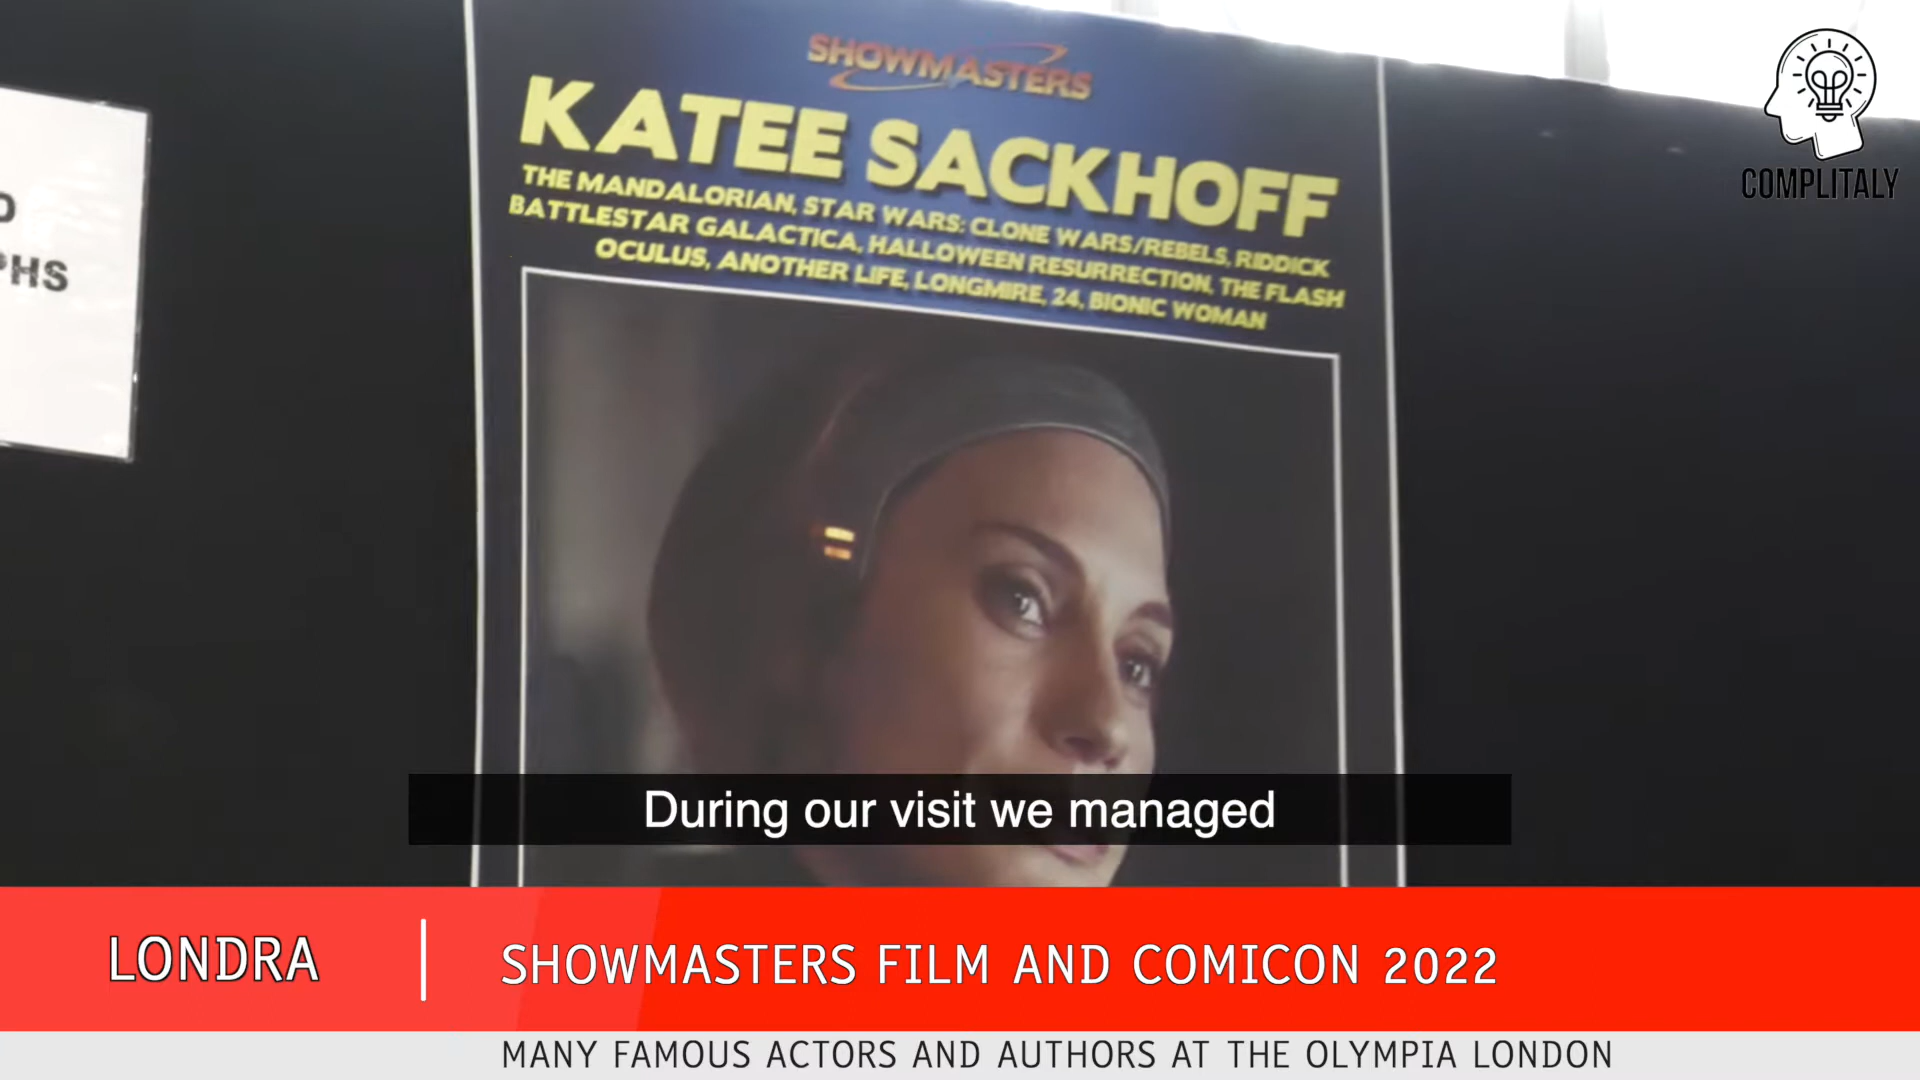 SHOWMASTERS
KATEE SACKHOFF
THE MANDALORIAN, STAR WARS: CLONE WARS/REBELS, RIDDICK
BATTLESTAR GALACTICA, HALLOWEEN RESURRECTION, THE FLASH
OCULUS, ANOTHER LIFE, LONGMIRE, 24, BIONIC WOMAN
COMPLITALY
During our visit we managed
LONDRA
SHOWMASTERS FILM AND COMICON 2022
MANY FAMOUS ACTORS AND AUTHORS AT THE OLYMPIA LONDON